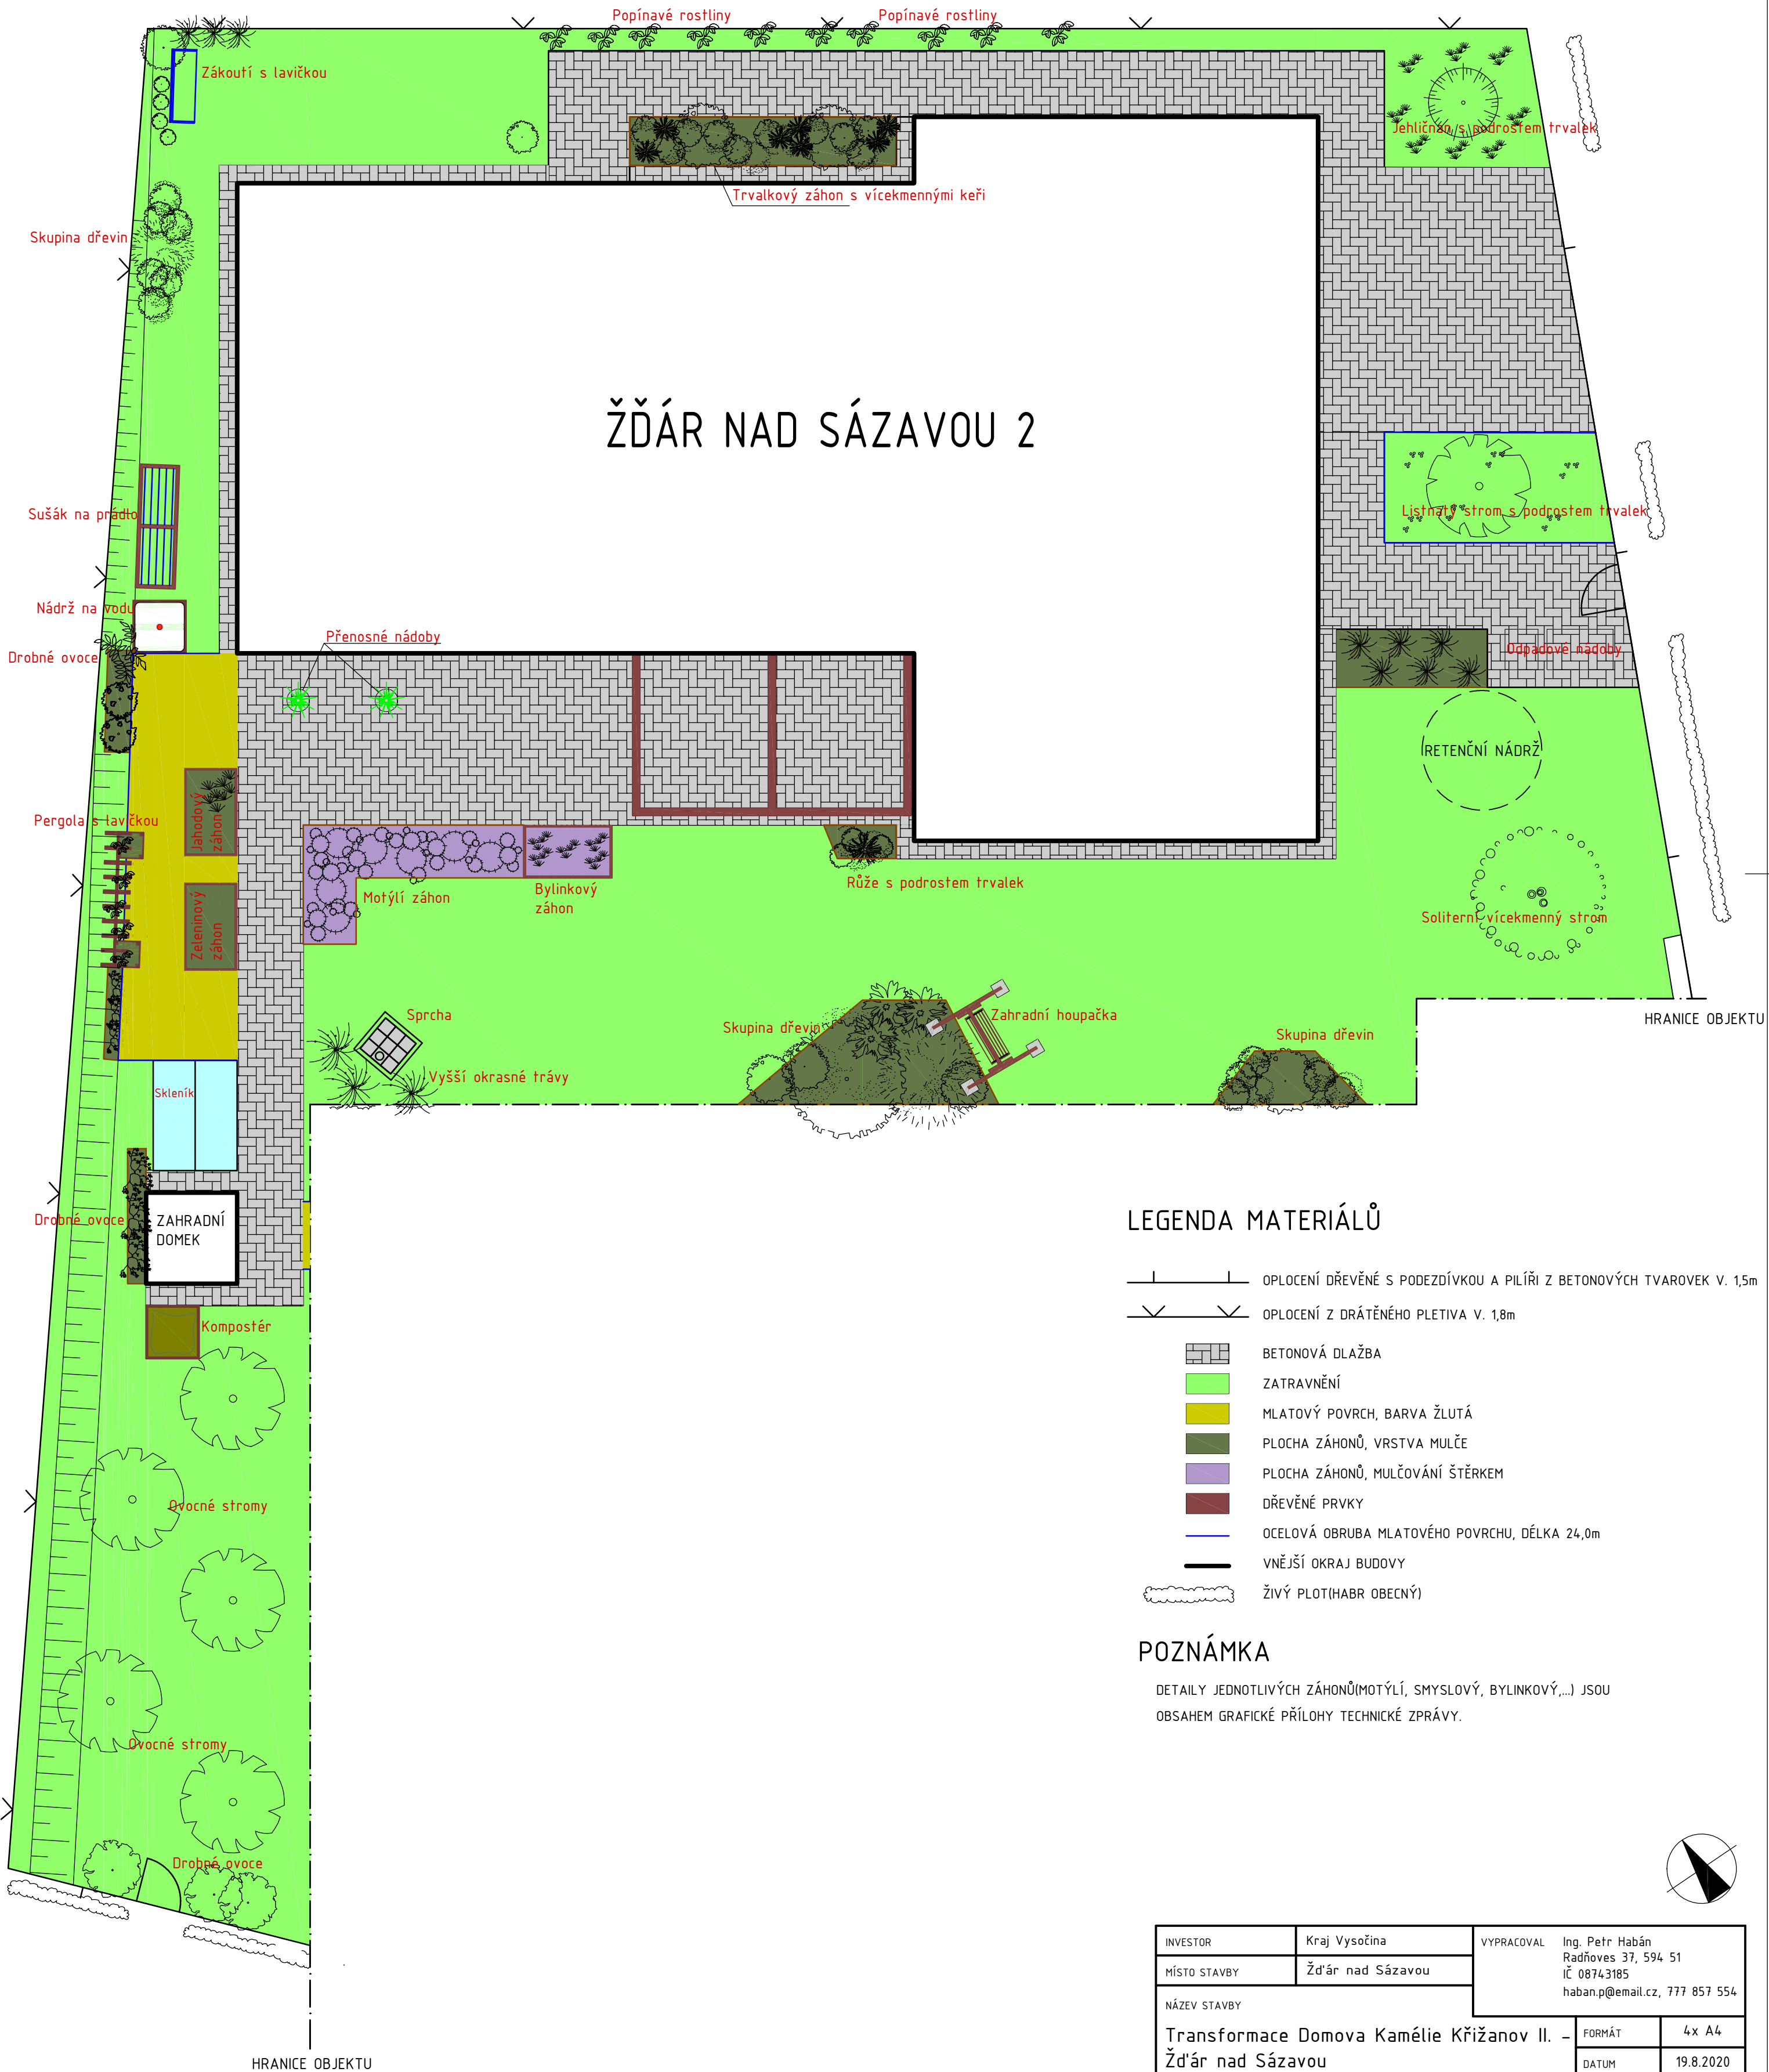 Popínavé rostliny
Popínavé rostliny
Zákoutí s lavičkou
Jehličnan s podrostem trvalek
Trvalkový záhon s vícekmennými keři
Skupina dřevin
ŽĎÁR NAD SÁZAVOU 2
Sušák na prádlo
Listnatý strom s podrostem trvalek
Nádrž na vodu
Přenosné nádoby
Drobné ovoce
Odpadové nádoby
RETENČNÍ NÁDRŽ
Pergola s lavičkou
Jahodový
záhon
Růže s podrostem trvalek
Motýlí záhon
Bylinkový
záhon
Zeleninový
záhon
Soliterní vícekmenný strom
Sprcha
Skupina dřevin
Zahradní houpačka
HRANICE OBJEKTU
Skupina dřevin
Vyšší okrasné trávy
Skleník
Drobné ovoce
ZAHRADNÍ
DOMEK
Kompostér
Ovocné stromy
Ovocné stromy
Drobné ovoce
HRANICE OBJEKTU
LEGENDA MATERIÁLŮ
OPLOCENÍ DŘEVĚNÉ S PODEZDÍVKOU A PILÍŘI Z BETONOVÝCH TVAROVEK V. 1,5m
OPLOCENÍ Z DRÁTĚNÉHO PLETIVA V. 1,8m
BETONOVÁ DLAŽBA
ZATRAVNĚNÍ
MLATOVÝ POVRCH, BARVA ŽLUTÁ
PLOCHA ZÁHONŮ, VRSTVA MULČE
PLOCHA ZÁHONŮ, MULČOVÁNÍ ŠTĚRKEM
DŘEVĚNÉ PRVKY
OCELOVÁ OBRUBA MLATOVÉHO POVRCHU, DÉLKA 24,0m
VNĚJŠÍ OKRAJ BUDOVY
ŽIVÝ PLOT(HABR OBECNÝ)
POZNÁMKA
DETAILY JEDNOTLIVÝCH ZÁHONŮ(MOTÝLÍ, SMYSLOVÝ, BYLINKOVÝ,...) JSOU
OBSAHEM GRAFICKÉ PŘÍLOHY TECHNICKÉ ZPRÁVY.
INVESTOR
Kraj Vysočina
MÍSTO STAVBY
Žďár nad Sázavou
VYPRACOVAL
Ing. Petr Habán
Radňoves 37, 594 51
IČ 08743185
haban.p@email.cz, 777 857 554
NÁZEV STAVBY
Transformace Domova Kamélie Křižanov II. -
Žďár nad Sázavou
FORMÁT
4x A4
DATUM
19.8.2020